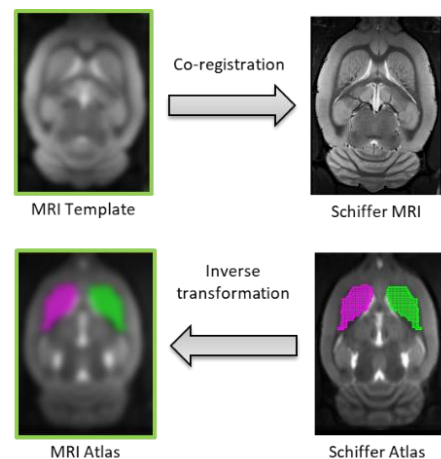 Co-registration
MRI Template
Schiffer MRI
Inverse
transformation
MRI Atlas
Schiffer Atlas